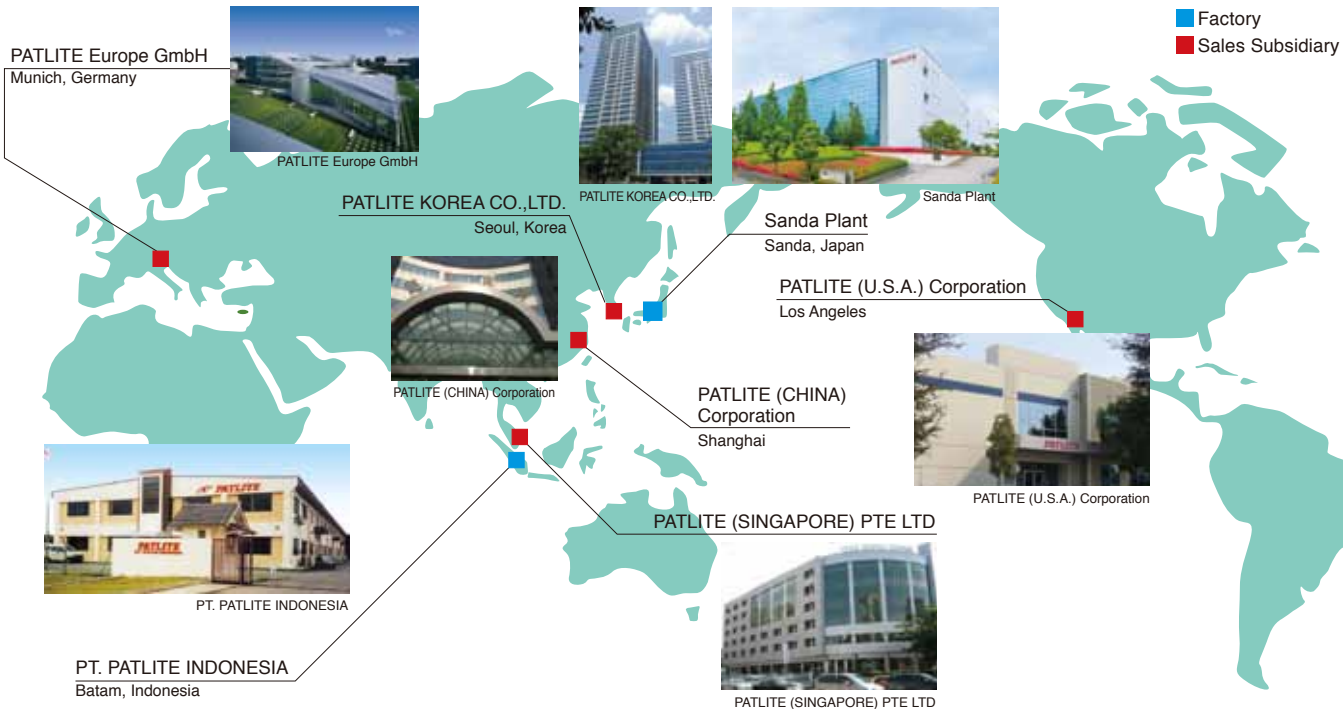 Factory
Sales Subsidiary
PATLITE Europe GmbH
Munich, Germany
PATLITE Europe GmbH
PATLITE KOREA CO.,LTD.
PATLITE
Sanda Plant
PATLITE KOREA CO.,LTD.
Seoul, Korea
Sanda Plant
Sanda, Japan
PATLITE (U.S.A.) Corporation
Los Angeles
PATLITE (CHINA) Corporation
PATLITE (CHINA)
Corporation
Shanghai
PATLITE
PATLITE (U.S.A.) Corporation
PATLITE
PATLITE
PT. PATLITE INDONESIA
PATLITE (SINGAPORE) PTE LTD
PT. PATLITE INDONESIA
Batam, Indonesia
PATLITE (SINGAPORE) PTE LTD